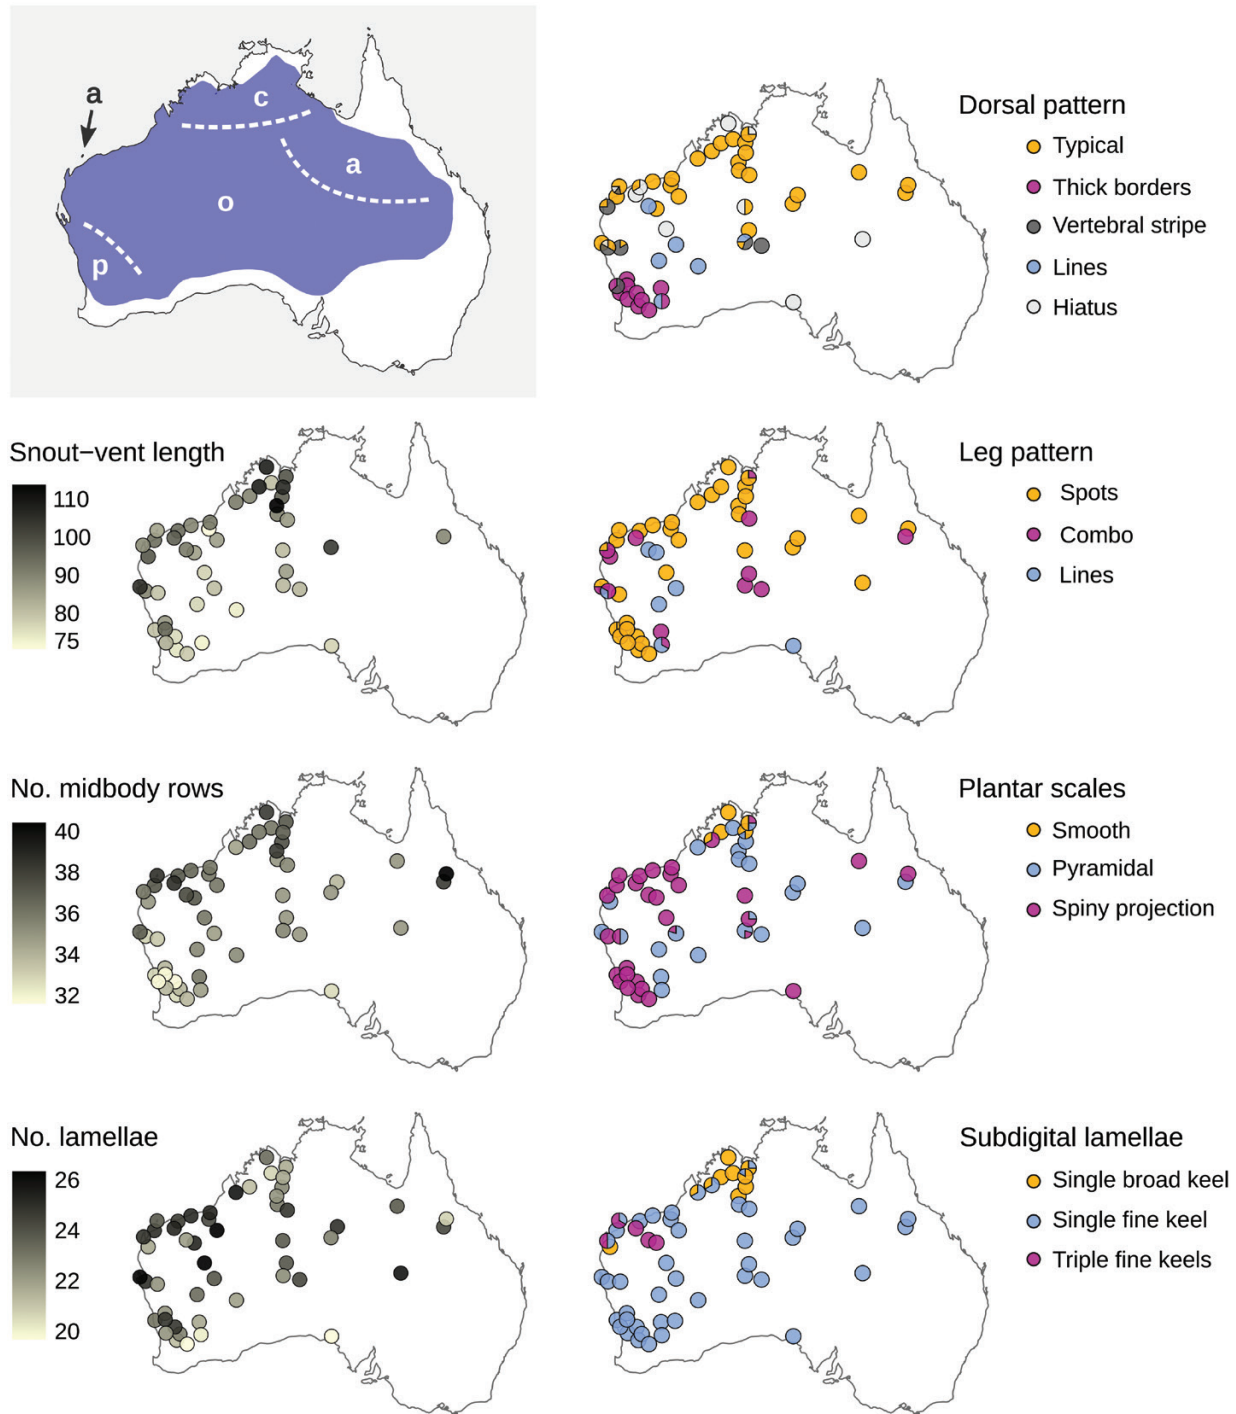 a
c
a
o
p
Dorsal pattern
Typical
Thick borders
Vertebral stripe
Lines
Hiatus
Snout−vent length
110
100
90
80
75
Leg pattern
Spots
Combo
Lines
No. midbody rows
40
38
36
34
32
Plantar scales
Smooth
Pyramidal
Spiny projection
No. lamellae
26
24
22
20
Subdigital lamellae
Single broad keel
Single fine keel
Triple fine keels